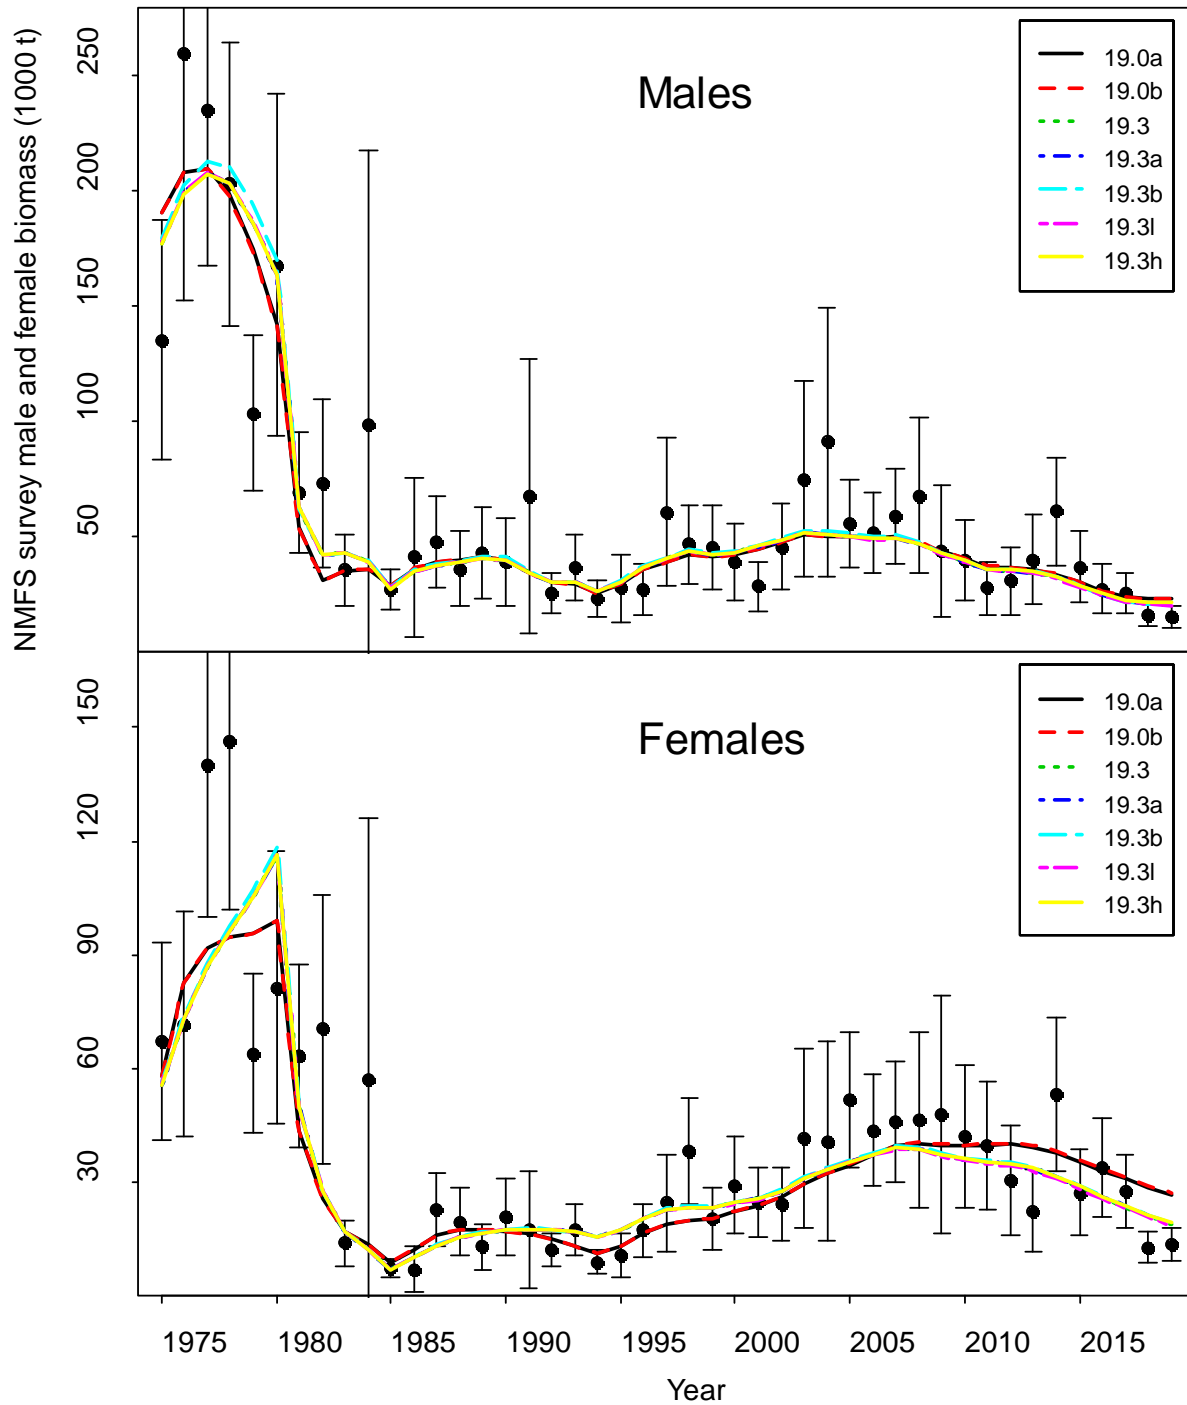 NMFS survey male and female biomass (1000 t)
Males
250
200
150
100
50
19.0a
19.0b
19.3
19.3a
19.3b
19.3l
19.3h
Females
150
120
90
60
30
19.0a
19.0b
19.3
19.3a
19.3b
19.3l
19.3h
1975 1980 1985 1990 1995 2000 2005 2010 2015
Year